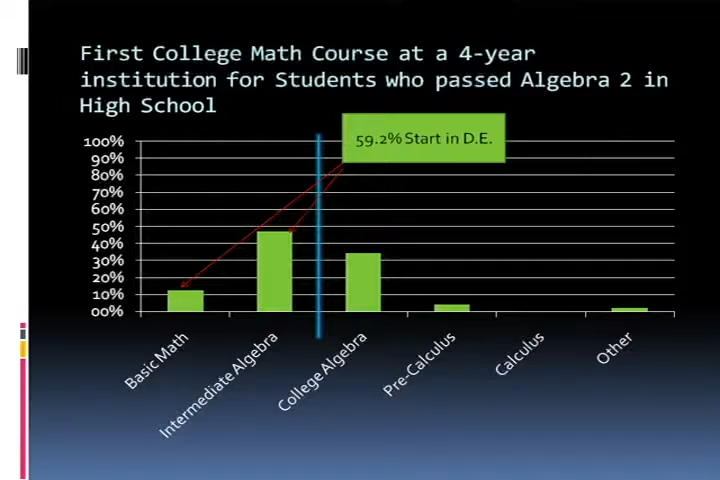 First College Math Course at a 4-year
institution for Students who passed Algebra 2 in
High School
59.2% Start in D.E.
100%
90%
80%
70%
60%
50%
40%
30%
20%
10%
00%
Basic Math
Intermediate Algebra
College Algebra
Pre-Calculus
Calculus
Other